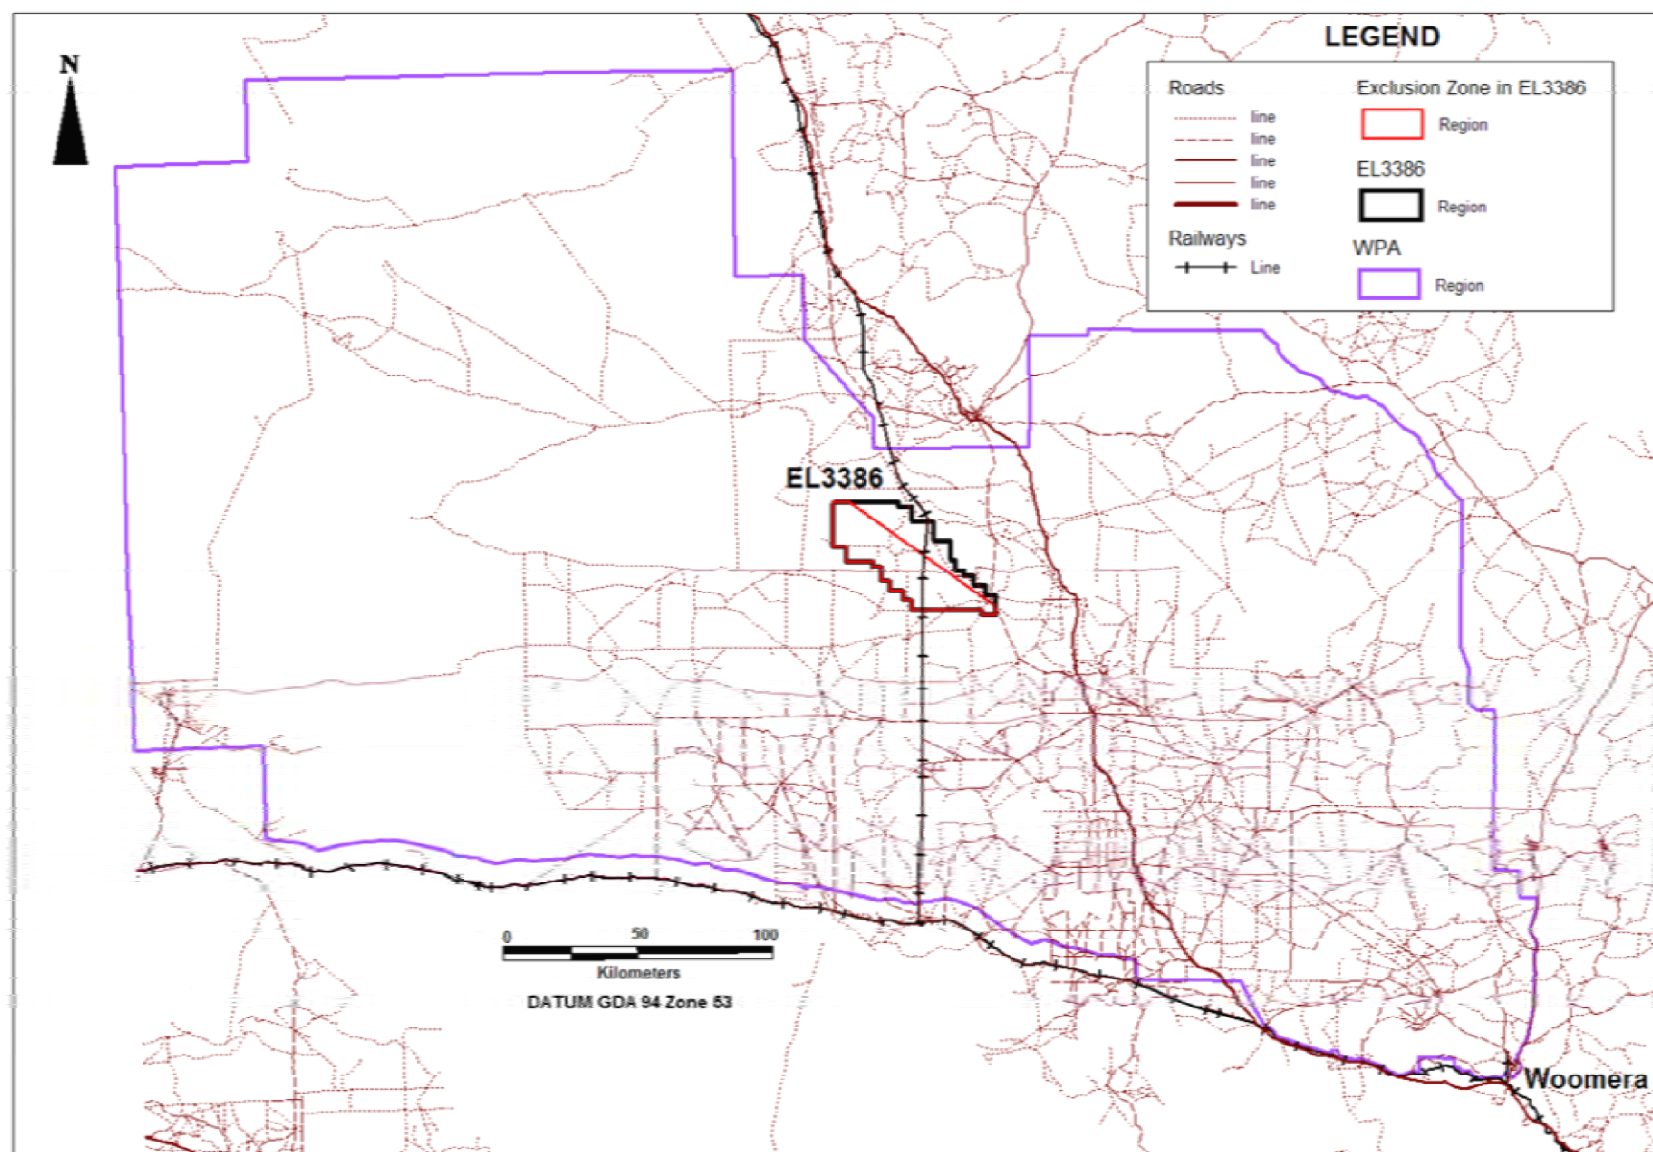 LEGEND
N
Roads
line
line
line
line
line
Railways
Line
Exclusion Zone in EL3386
Region
EL3386
Region
WPA
Region
EL3386
0 50 100
Kilometers
DATUM GDA 94 Zone 53
Woomera